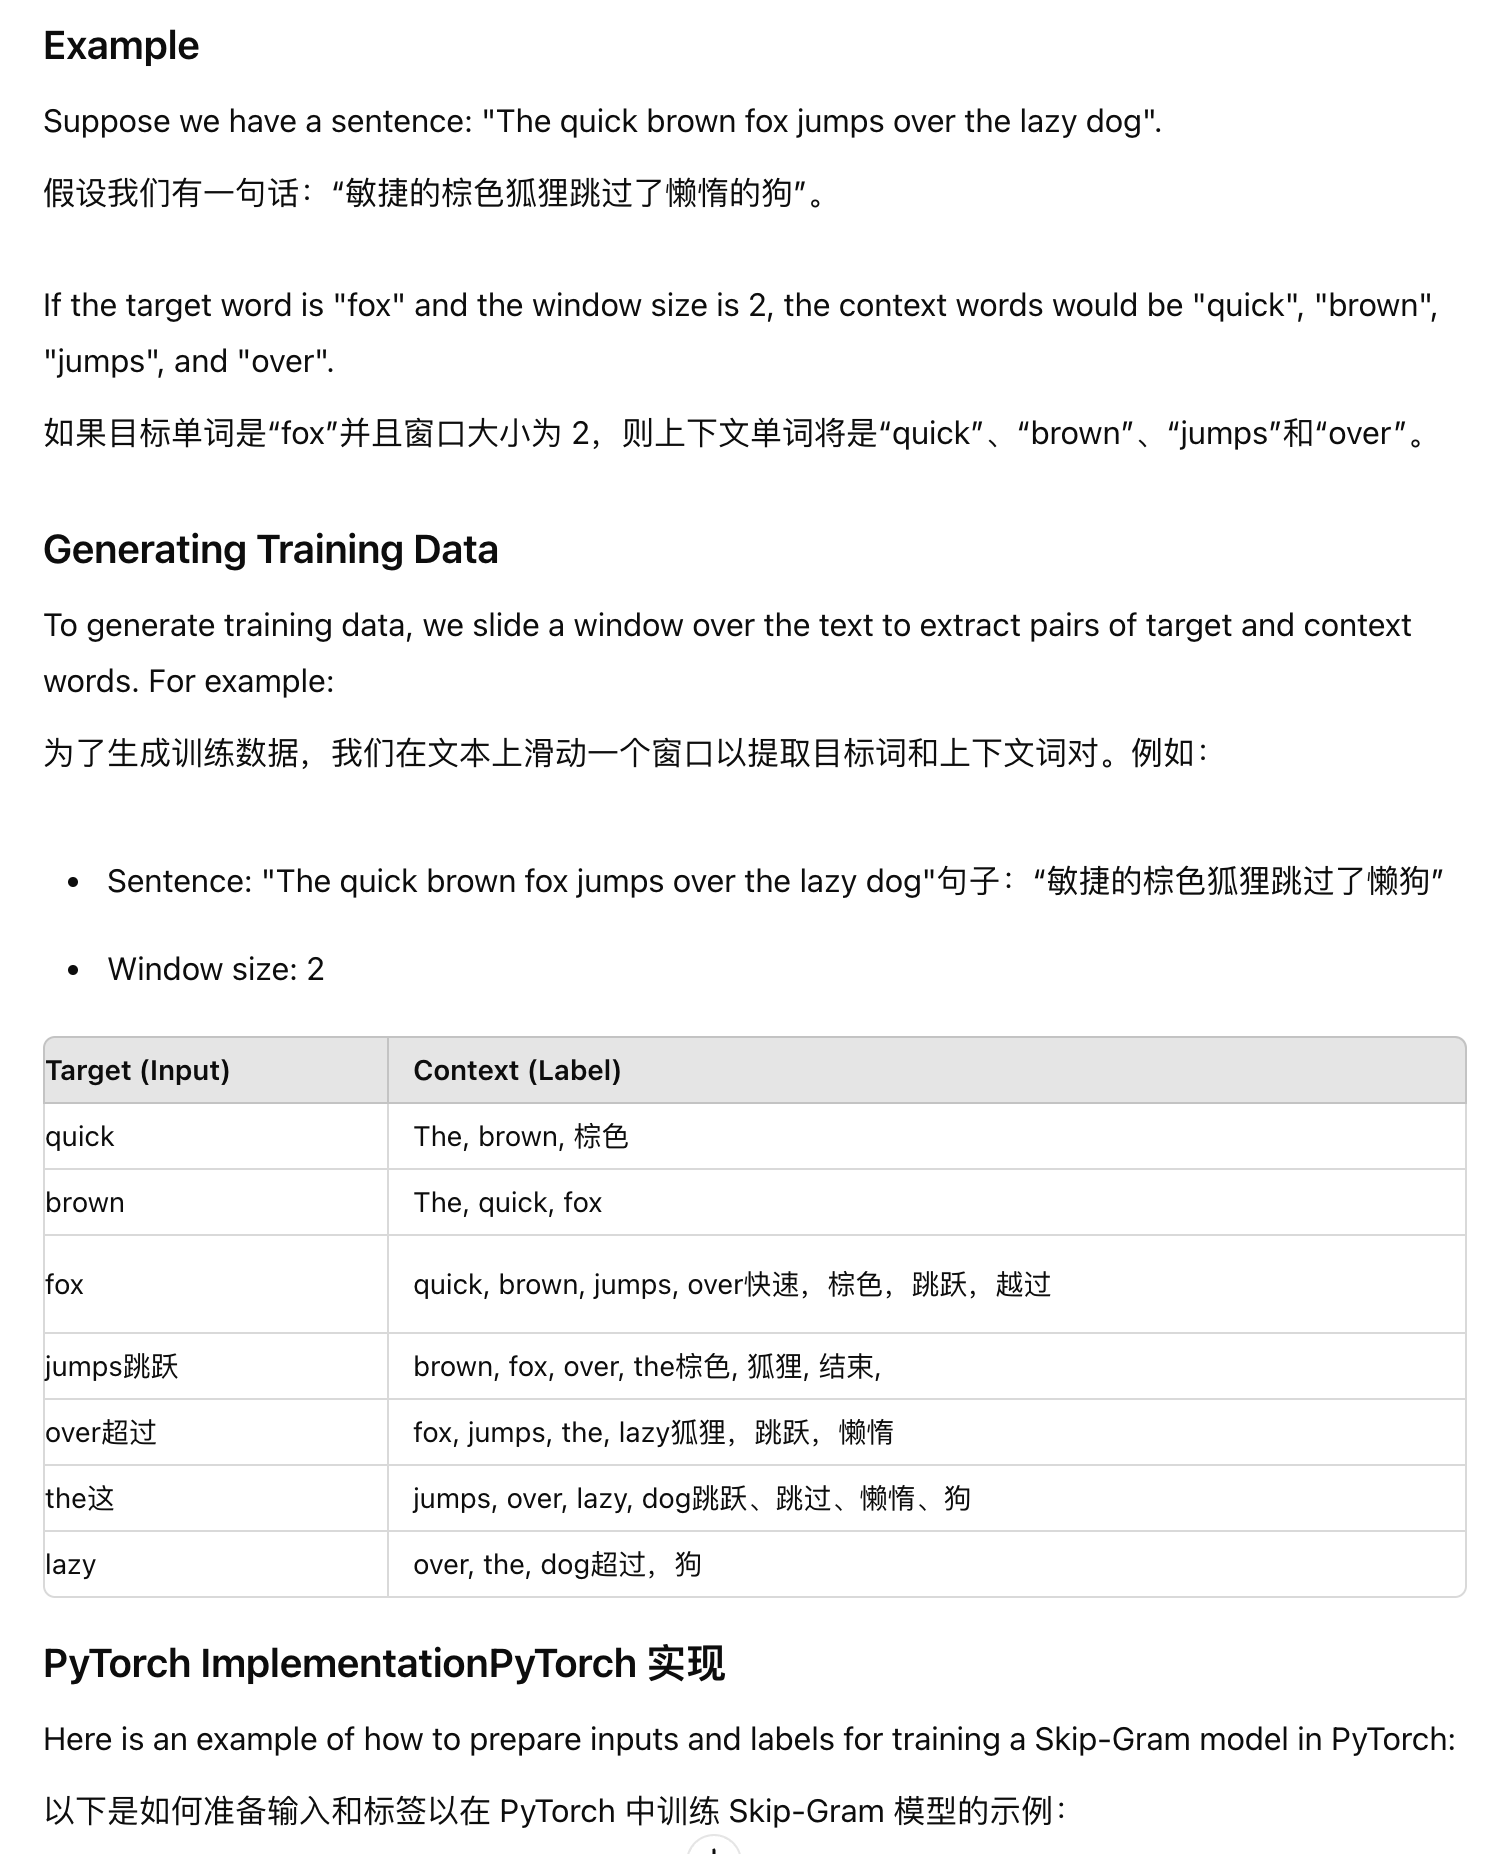 Example
Suppose we have a sentence: "The quick brown fox jumps over the lazy dog".
假设我们有一句话：“敏捷的棕色狐狸跳过了懒惰的狗”。
If the target word is "fox" and the window size is 2, the context words would be "quick", "brown",
"jumps", and "over".
如果目标单词是“fox”并且窗口大小为 2，则上下文单词将是“quick”、“brown”、“jumps”和“over”。
Generating Training Data
To generate training data, we slide a window over the text to extract pairs of target and context
words. For example:
为了生成训练数据，我们在文本上滑动一个窗口以提取目标词和上下文词对。例如：
• Sentence: "The quick brown fox jumps over the lazy dog"句子：“敏捷的棕色狐狸跳过了懒狗”
• Window size: 2
Target (Input) Context (Label)
quick The, brown, 棕色
brown The, quick, fox
fox quick, brown, jumps, over快速，棕色，跳跃，越过
jumps跳跃 brown, fox, over, the棕色, 狐狸, 结束,
over超过 fox, jumps, the, lazy狐狸，跳跃，懒惰
the这 jumps, over, lazy, dog跳跃、跳过、懒惰、狗
lazy over, the, dog超过，狗
PyTorch ImplementationPyTorch 实现
Here is an example of how to prepare inputs and labels for training a Skip-Gram model in PyTorch:
以下是如何准备输入和标签以在 PyTorch 中训练 Skip-Gram 模型的示例：